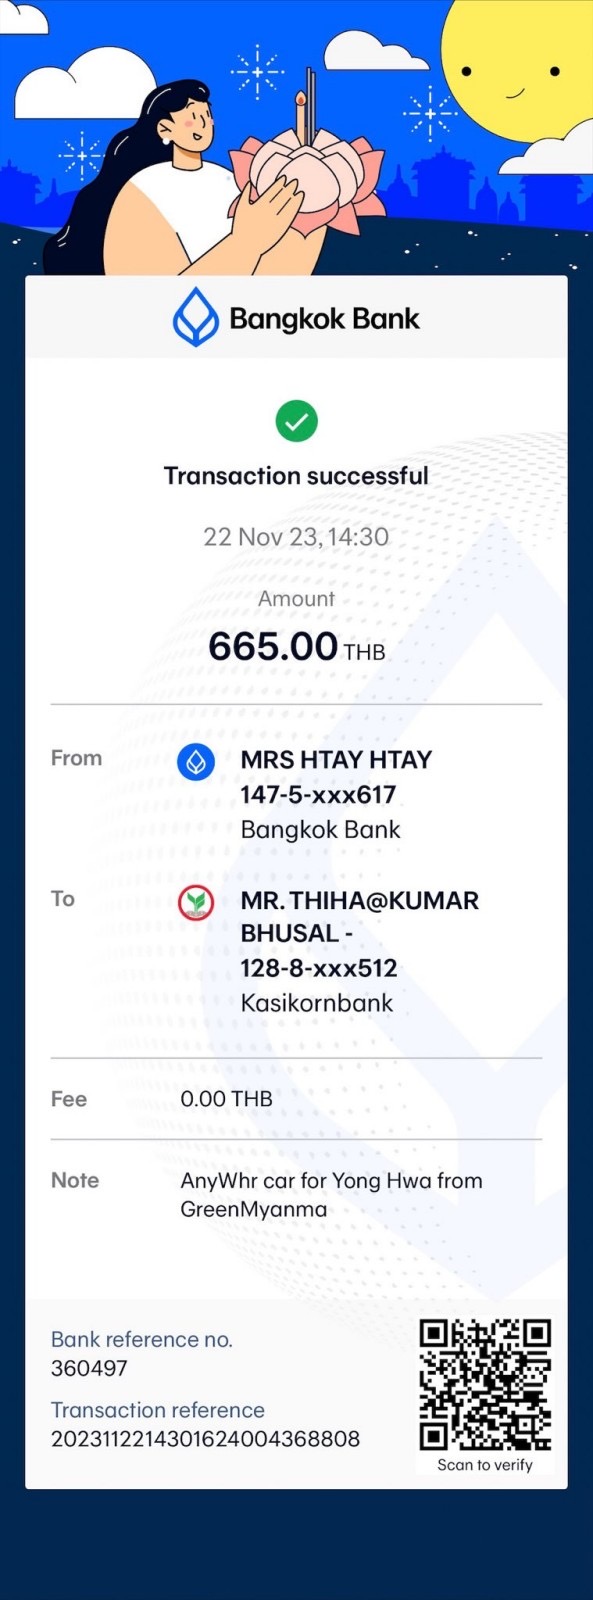 Bangkok Bank
Transaction successful
22 Nov 23, 14:30
Amount
665.00 THB
From
MRS HTAY HTAY
147-5-xxx617
Bangkok Bank
To
MR. THIHA@KUMAR
BHUSAL -
128-8-xxx512
Kasikornbank
Fee
0.00 THB
Note
AnyWhr car for Yong Hwa from
GreenMyanma
Bank reference no.
360497
Transaction reference
2023112214301624004368808
Scan to verify